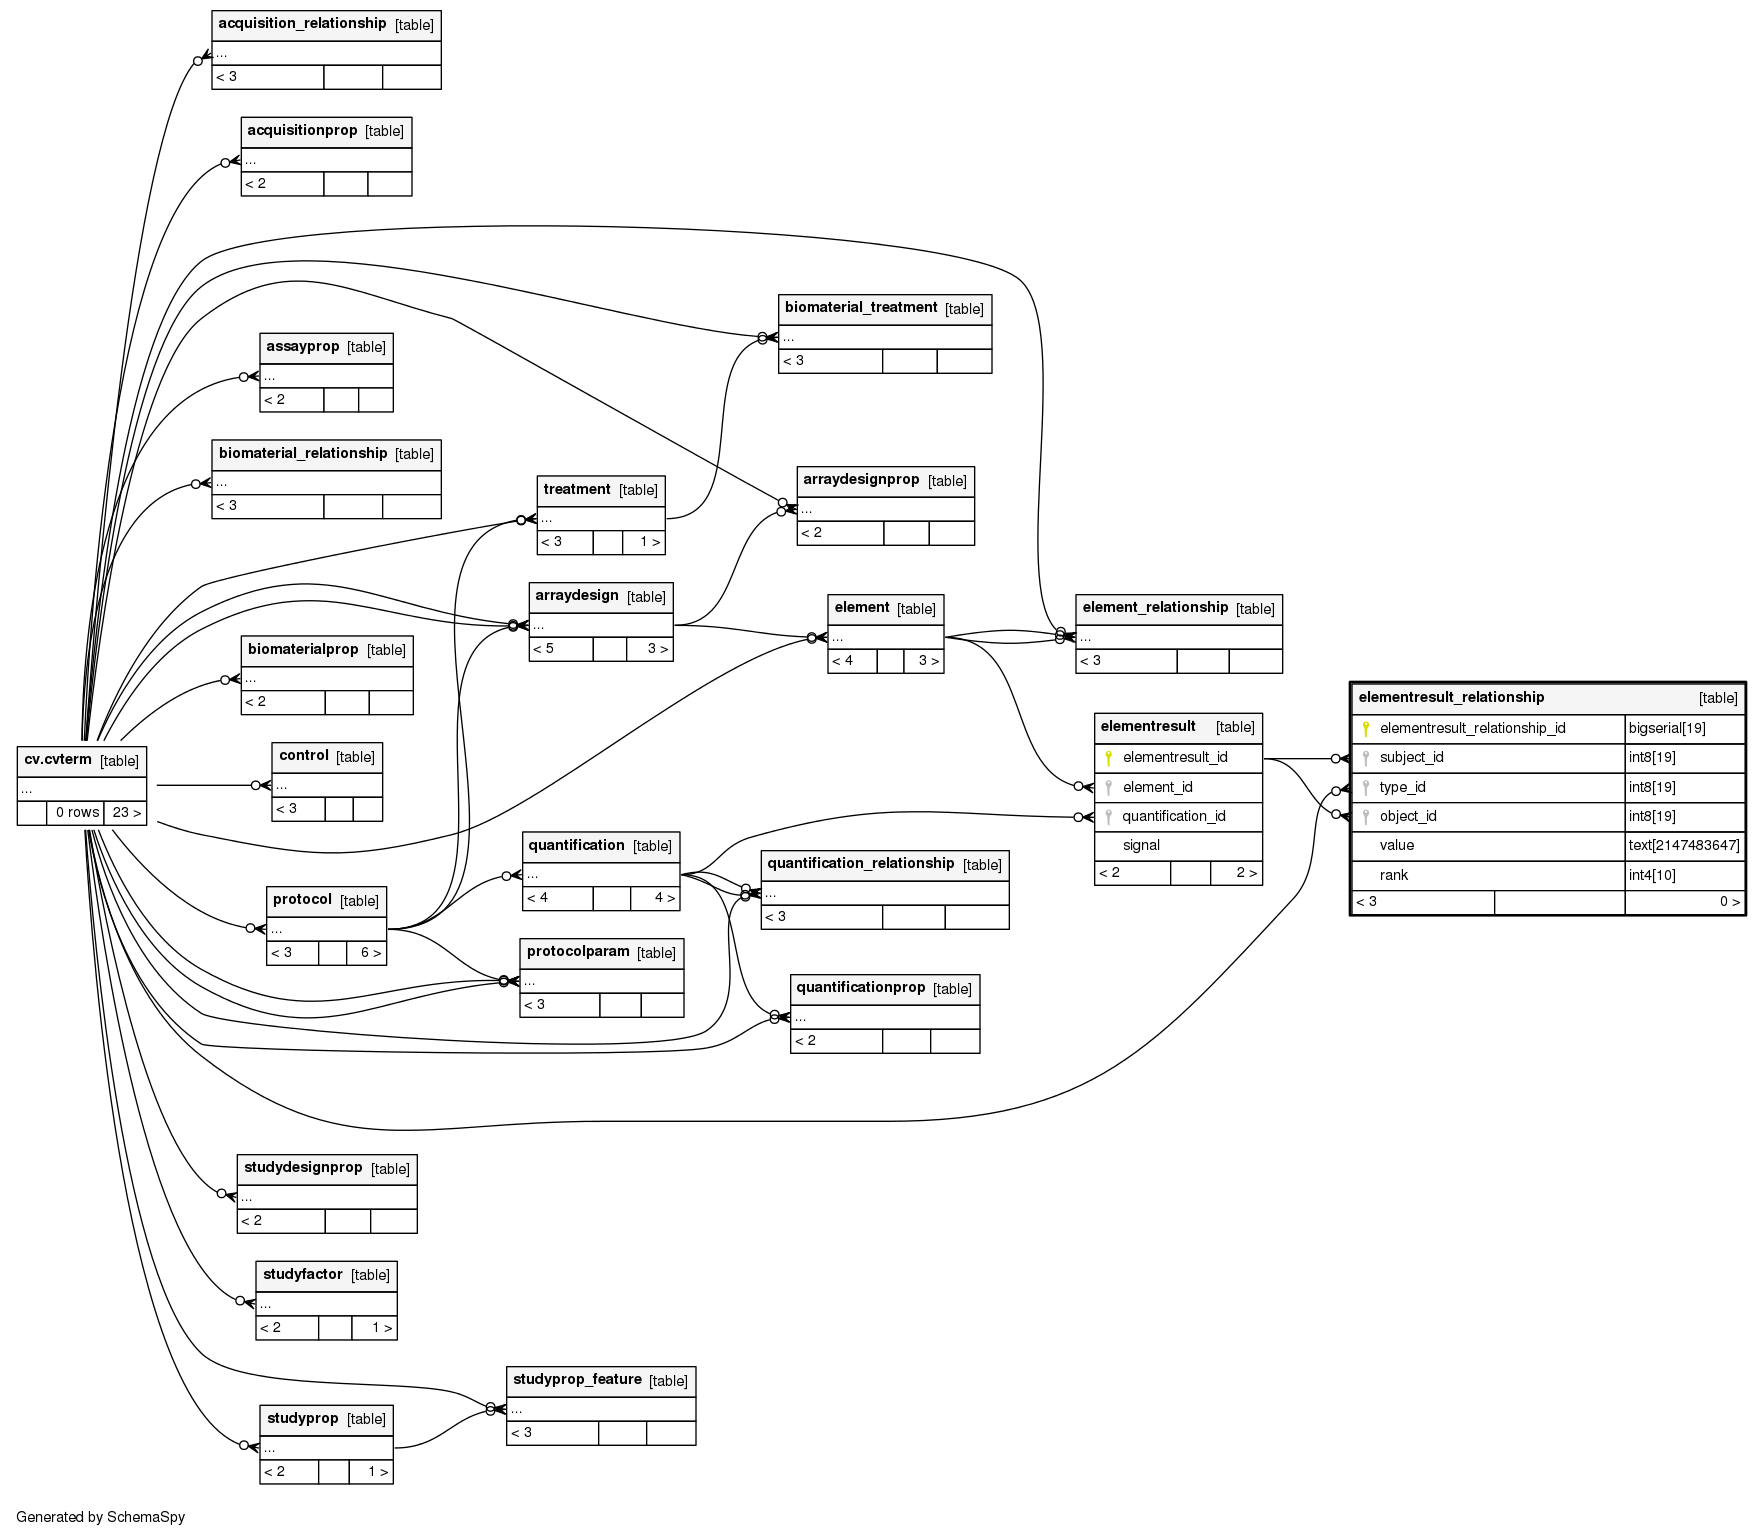 acquisition_relationship [table]
...
< 3
acquisitionprop [table]
...
< 2
biomaterial_treatment [table]
...
< 3
assayprop [table]
...
< 2
biomaterial_relationship [table]
...
< 3
treatment [table]
...
< 3 1 >
arraydesignprop [table]
...
< 2
arraydesign [table]
...
< 5 3 >
element [table]
...
< 4 3 >
element_relationship [table]
...
< 3
biomaterialprop [table]
...
< 2
elementresult_relationship [table]
elementresult_relationship_id bigserial[19]
subject_id int8[19]
type_id int8[19]
object_id int8[19]
value text[2147483647]
rank int4[10]
< 3 0 >
elementresult [table]
elementresult_id
element_id
quantification_id
signal
< 2 2 >
cv.cvterm [table]
...
0 rows 23 >
control [table]
...
< 3
quantification [table]
...
< 4 4 >
quantification_relationship [table]
...
< 3
protocol [table]
...
< 3 6 >
protocolparam [table]
...
< 3
quantificationprop [table]
...
< 2
studydesignprop [table]
...
< 2
studyfactor [table]
...
< 2 1 >
studyprop_feature [table]
...
< 3
studyprop [table]
...
< 2 1 >
Generated by SchemaSpy